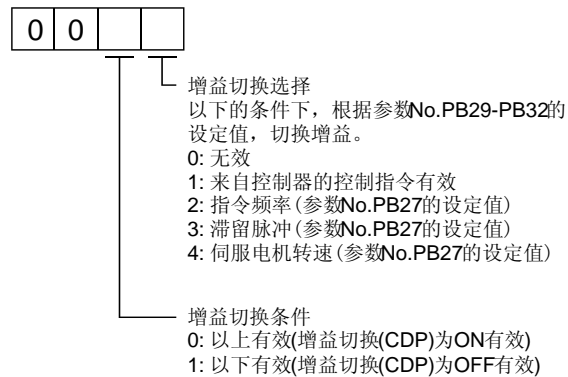 0 0
增益切换选择
以下的条件下，根据参数No.PB29-PB32的
设定值，切换增益。
0: 无效
1: 来自控制器的控制指令有效
2: 指令频率(参数No.PB27的设定值)
3: 滞留脉冲(参数No.PB27的设定值)
4: 伺服电机转速(参数No.PB27的设定值)
增益切换条件
0: 以上有效(增益切换(CDP)为ON有效)
1: 以下有效(增益切换(CDP)为OFF有效)